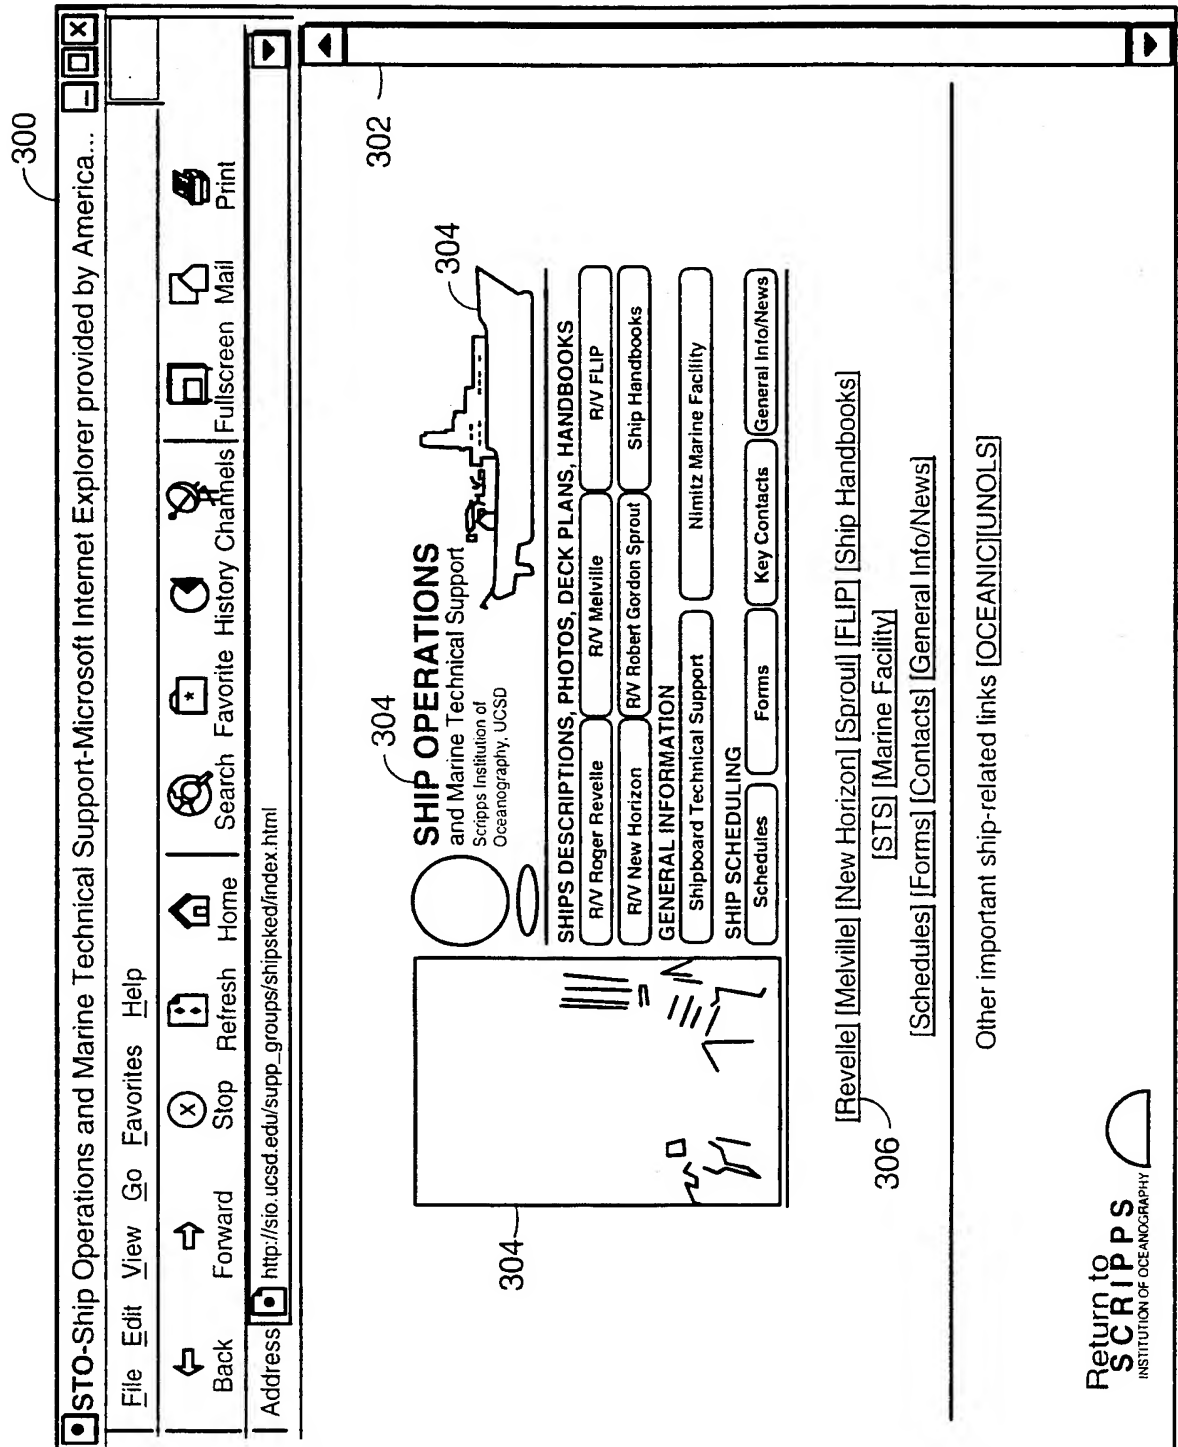 300
STO-Ship Operations and Marine Technical Support-Microsoft Internet Explorer provided by America...
File Edit View Go Favorites Help
Back Forward Stop Refresh Home Search Favorite History Channels Fullscreen Mail Print
Address http://sio.ucsd.edu/supp_groups/shipsked/index.html
302
304
SHIP OPERATIONS
and Marine Technical Support
Scripps Institution of
Oceanography, UCSD
304
SHIPS DESCRIPTIONS, PHOTOS, DECK PLANS, HANDBOOKS
R/V Roger Revelle R/V Melville R/V FLIP
R/V New Horizon R/V Robert Gordon Sprout Ship Handbooks
GENERAL INFORMATION
Shipboard Technical Support Nimitz Marine Facility
SHIP SCHEDULING
Schedules Forms Key Contacts General Info/News
304
[Revelle] [Melville] [New Horizon] [Sproul] [FLIP] [Ship Handbooks]
306
[STS] [Marine Facility]
[Schedules] [Forms] [Contacts] [General Info/News]
Other important ship-related links [OCEANIC][UNOLS]
Return to
SCRIPPS
INSTITUTION OF OCEANOGRAPHY